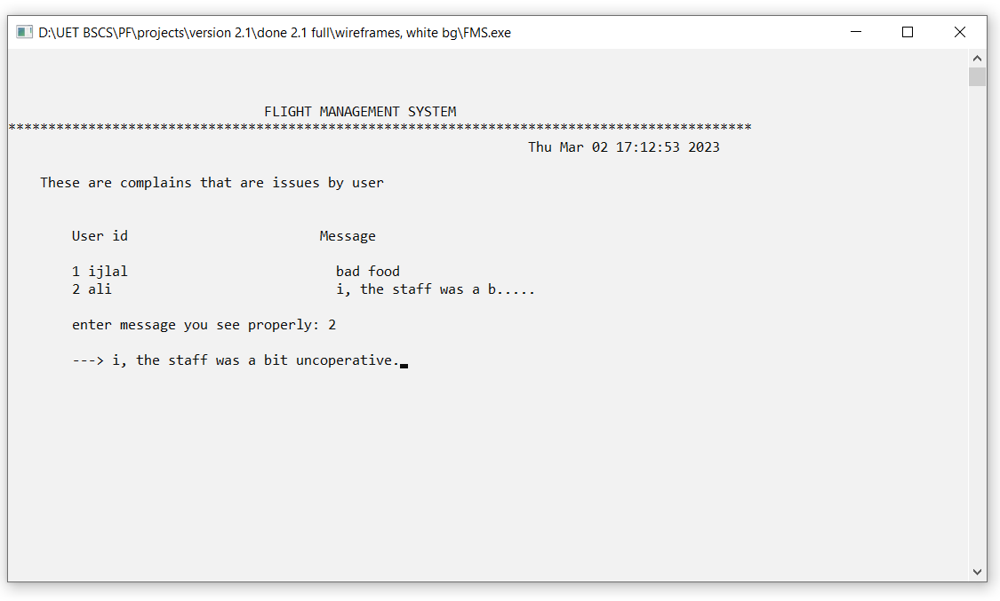 D:\UET BSCS\PF\projects\version 2.1\done 2.1 full\wireframes, white bg\FMS.exe
FLIGHT MANAGEMENT SYSTEM
*********************************************************************************************
Thu Mar 02 17:12:53 2023
These are complains that are issues by user
User id Message
1 ijlal bad food
2 ali i, the staff was a b.....
enter message you see properly: 2
---> i, the staff was a bit uncoperative.